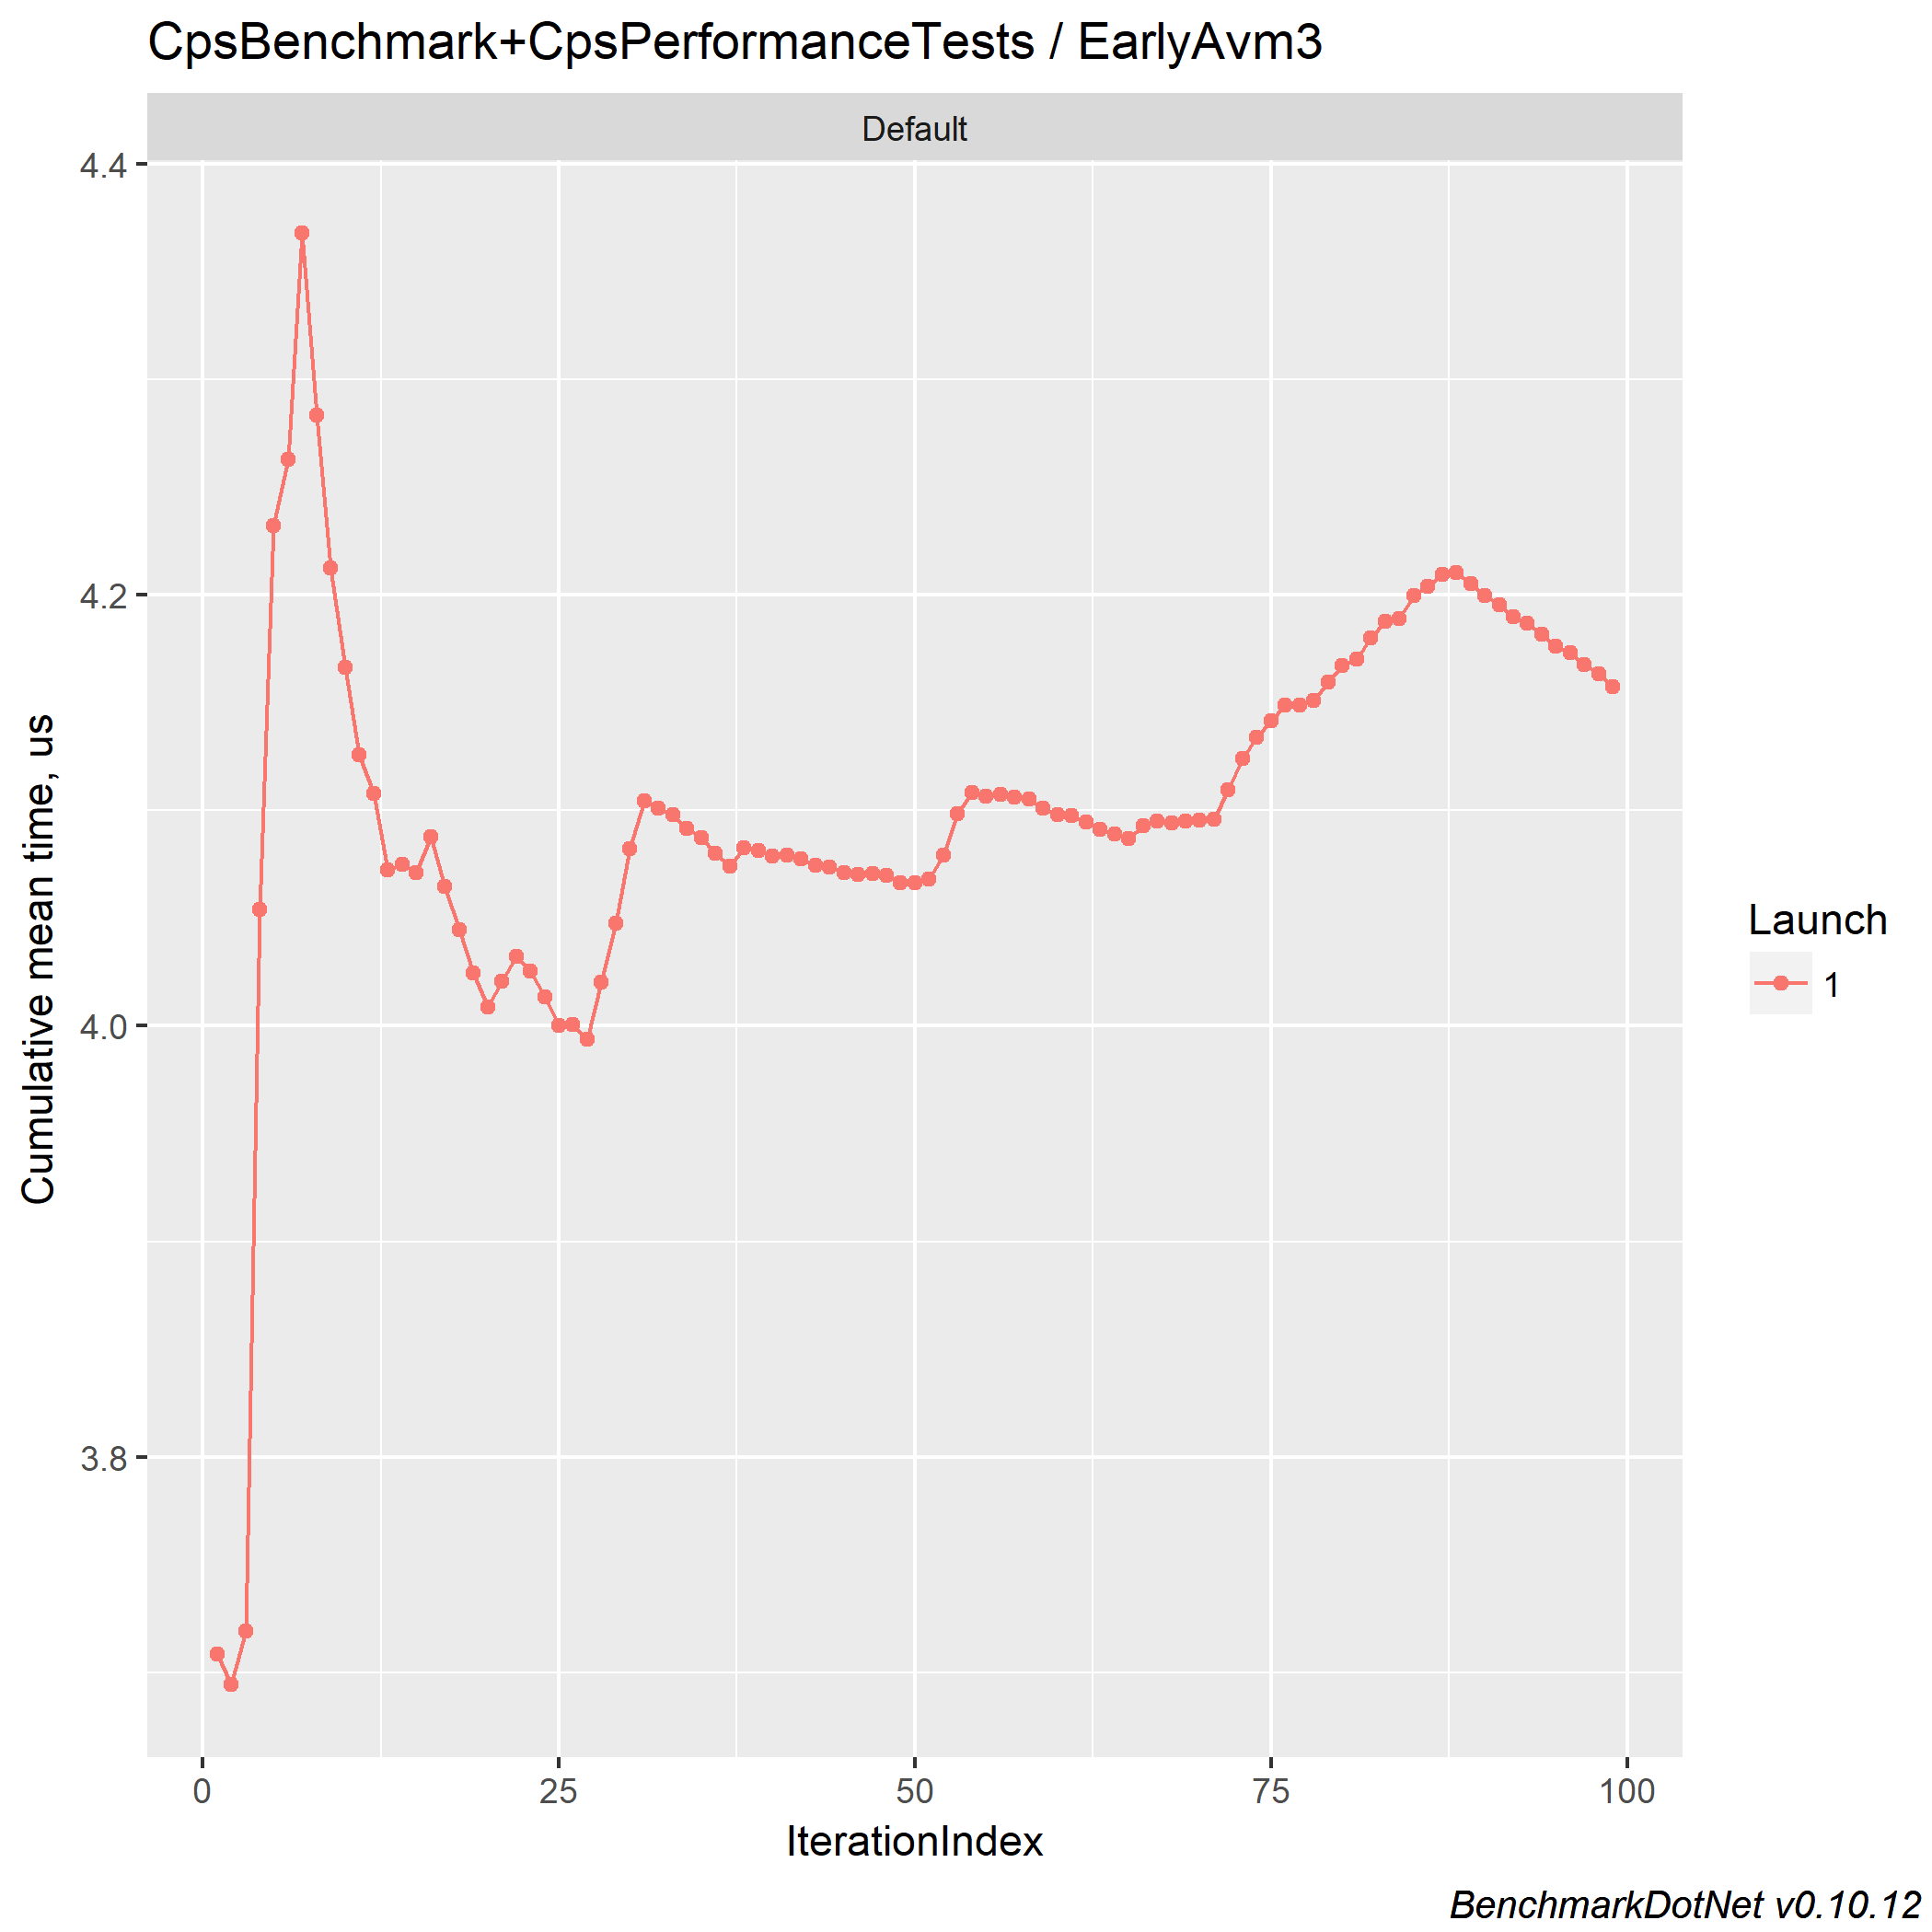 CpsBenchmark+CpsPerformanceTests / EarlyAvm3
Default
4.4
4.2
4.0
3.8
Cumulative mean time, us
0 25 50 75 100
IterationIndex
Launch
1
BenchmarkDotNet v0.10.12